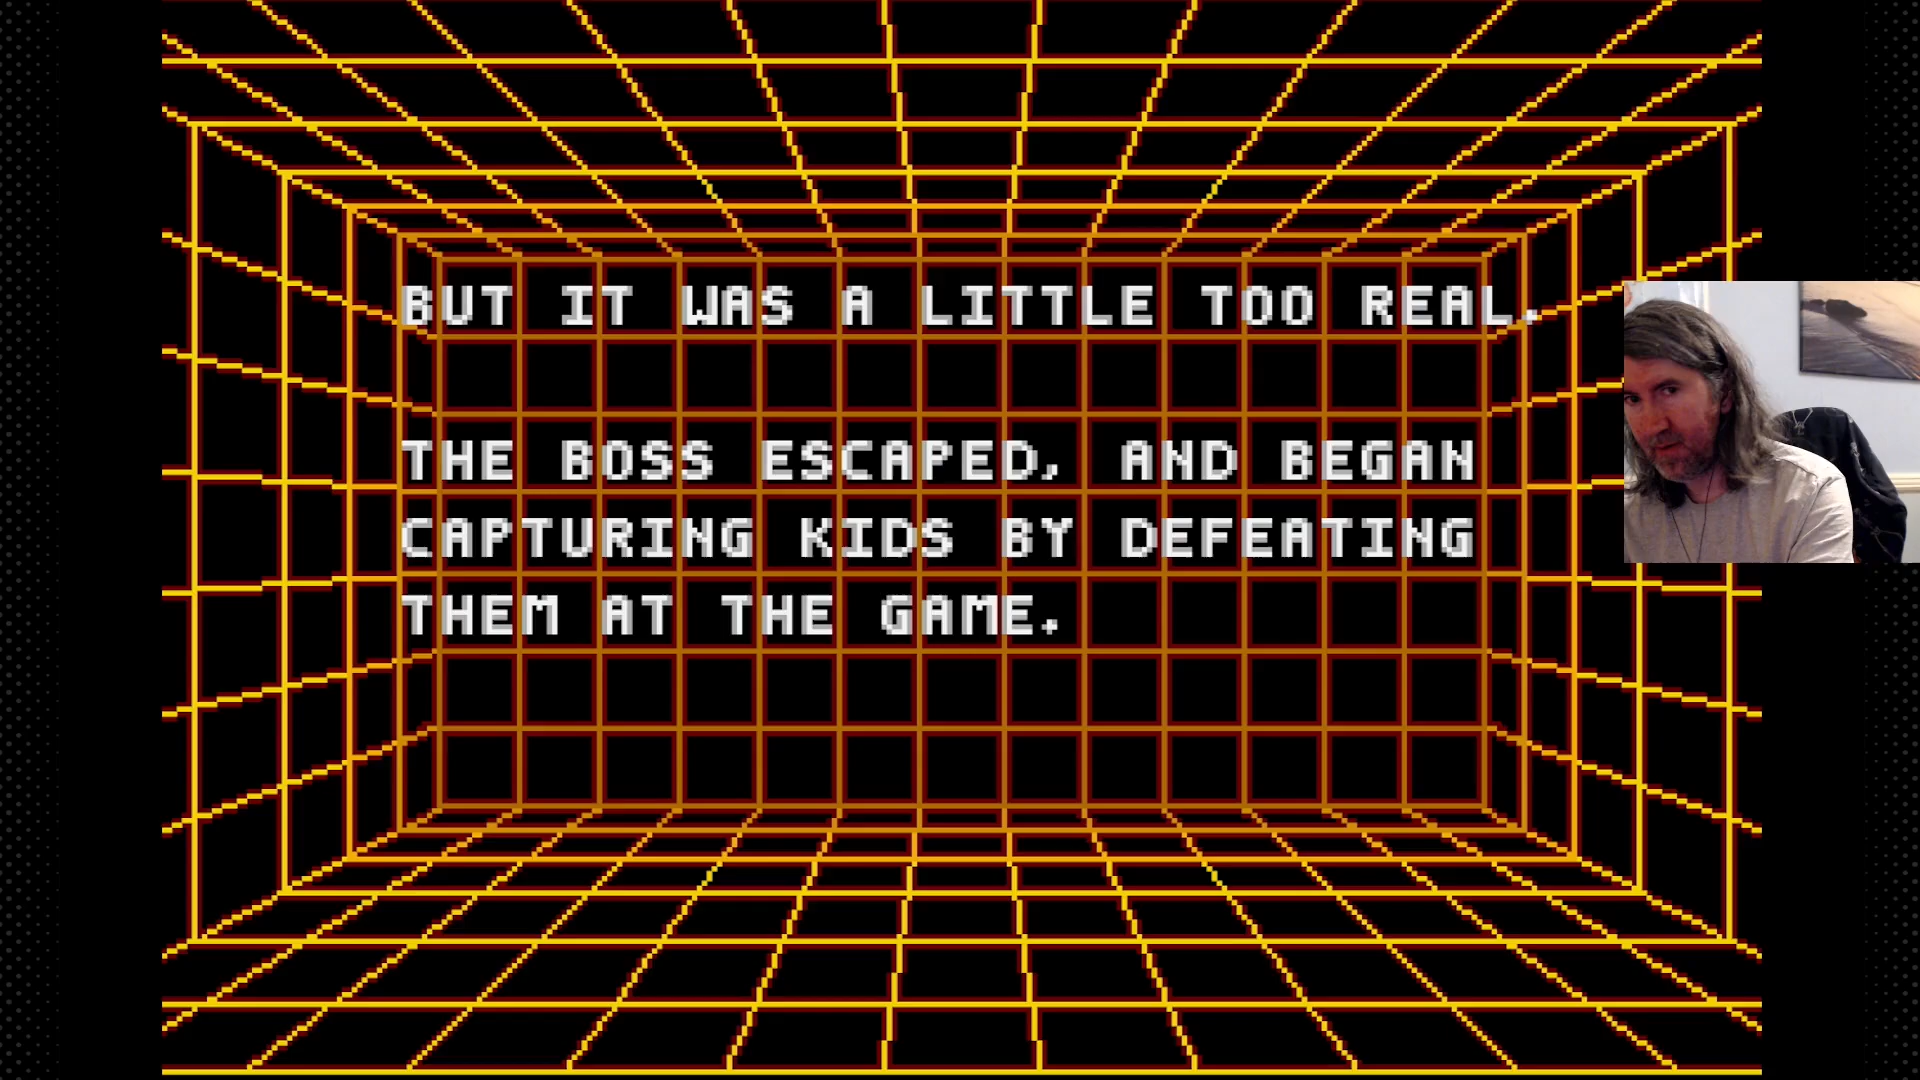 BUT IT WAS A LITTLE TOO REAL.
THE BOSS ESCAPED, AND BEGAN
CAPTURING KIDS BY DEFEATING
THEM AT THE GAME.